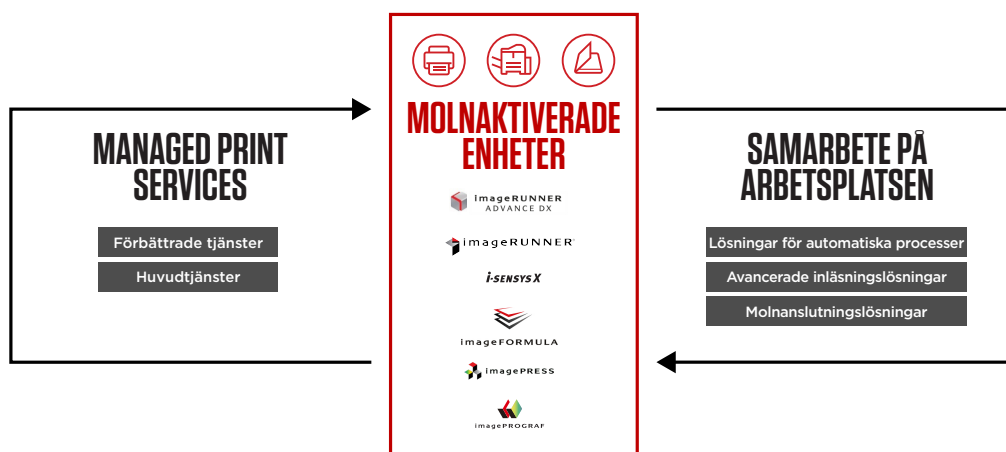 MANAGED PRINT
SERVICES
Förbättrade tjänster
Huvudtjänster
MOLNAKTIVERADE
ENHETER
imageRUNNER
ADVANCE DX
imageRUNNER
i-SENSYS X
imageFORMULA
imagePRESS
imagePROGRAF
SAMARBETE PÅ
ARBETSPLATSEN
Lösningar för automatiska processer
Avancerade inläsningslösningar
Molnanslutningslösningar